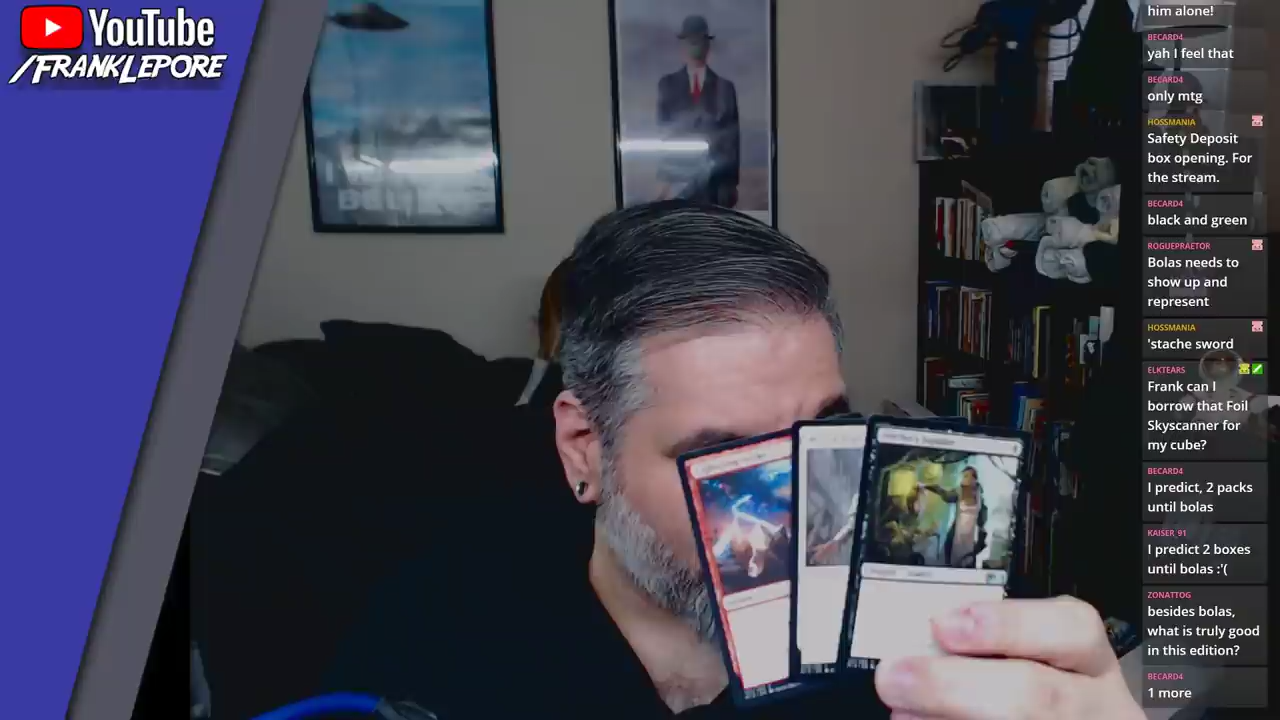 YouTube
/FRANKLEPORE
him alone!
BECARD4
yah I feel that
BECARD4
only mtg
HOSSMANIA
Safety Deposit
box opening. For
the stream.
BECARD4
black and green
ROGUEPRAETOR
Bolas needs to
show up and
represent
HOSSMANIA
'stache sword
ELKTEARS
Frank can I
borrow that Foil
Skyscanner for
my cube?
BECARD4
I predict, 2 packs
until bolas
KAISER_91
I predict 2 boxes
until bolas :'(
ZONATTOG
besides bolas,
what is truly good
in this edition?
BECARD4
1 more